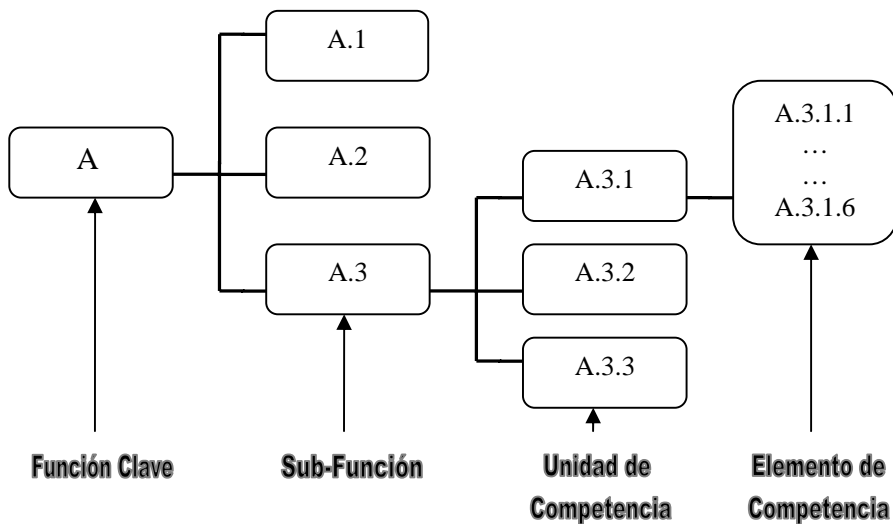 A.1
A
A.2
A.3
A.3.1
A.3.2
A.3.3
A.3.1.1
…
…
A.3.1.6
Función Clave
Sub-Función
Unidad de
Competencia
Elemento de
Competencia